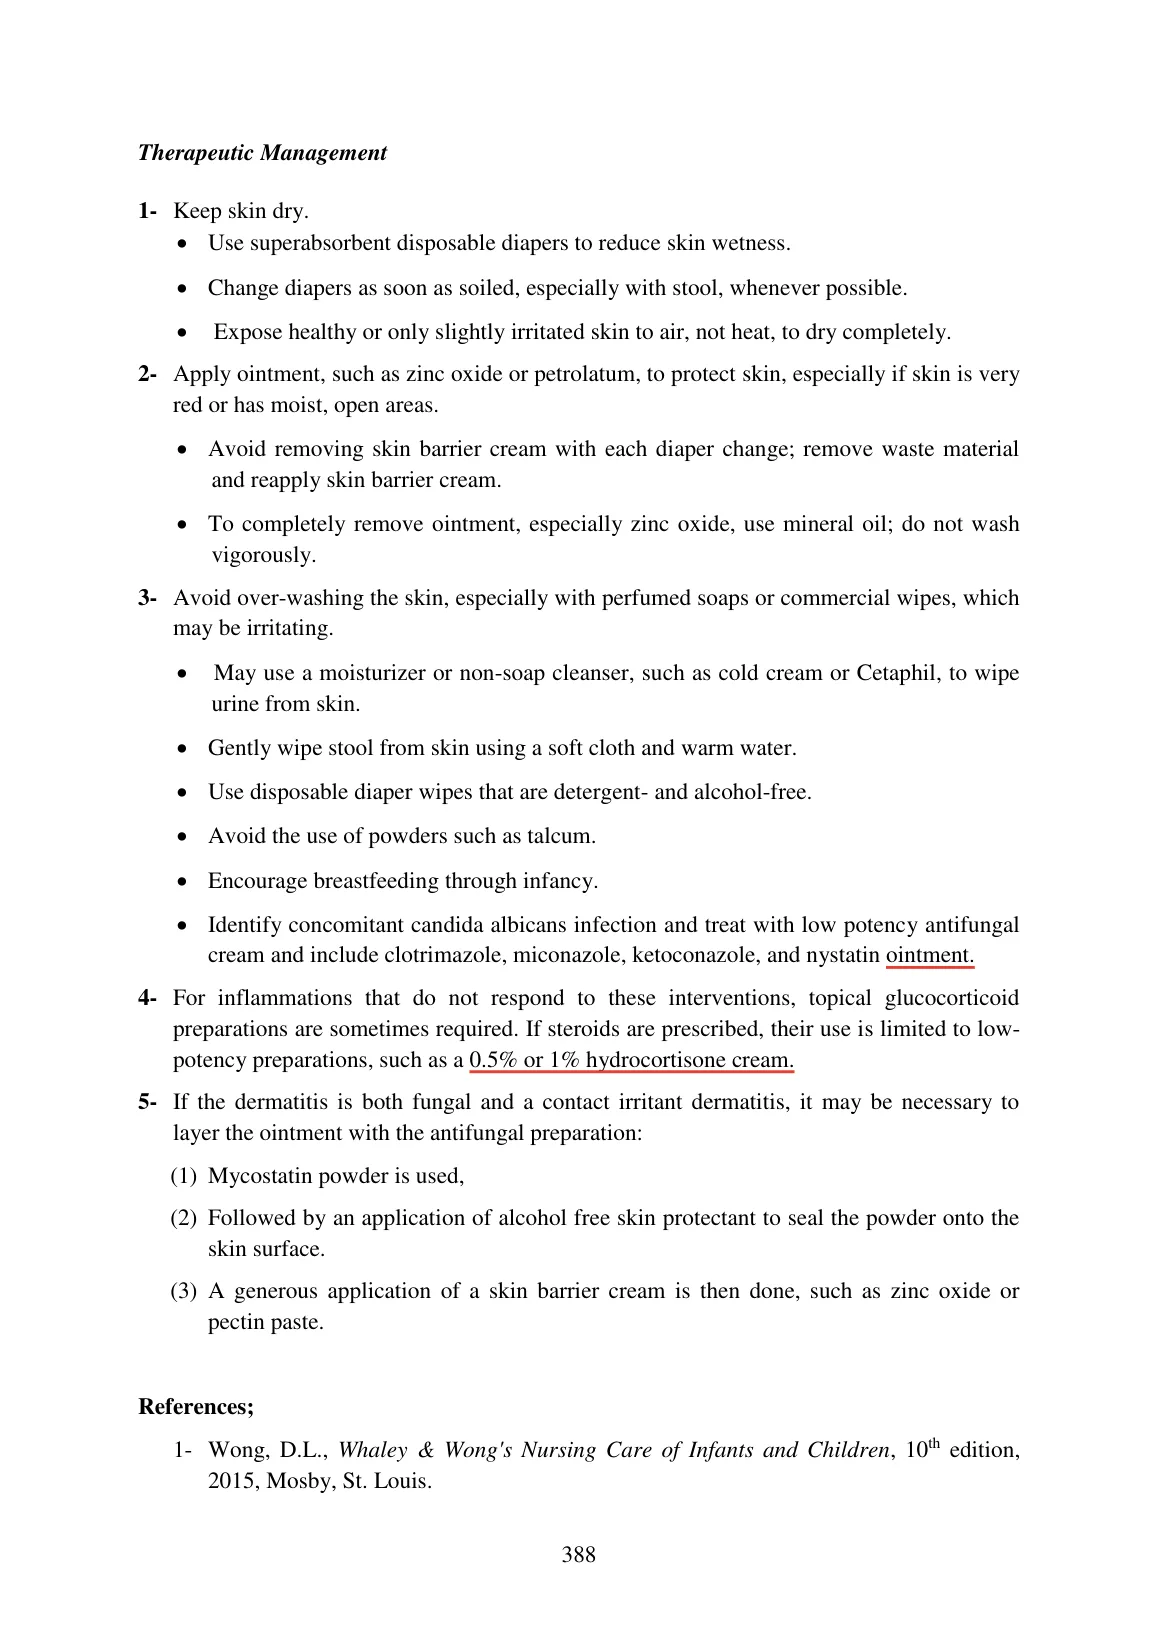 Therapeutic Management
1- Keep skin dry.
• Use superabsorbent disposable diapers to reduce skin wetness.
• Change diapers as soon as soiled, especially with stool, whenever possible.
• Expose healthy or only slightly irritated skin to air, not heat, to dry completely.
2- Apply ointment, such as zinc oxide or petrolatum, to protect skin, especially if skin is very
red or has moist, open areas.
• Avoid removing skin barrier cream with each diaper change; remove waste material
and reapply skin barrier cream.
• To completely remove ointment, especially zinc oxide, use mineral oil; do not wash
vigorously.
3- Avoid over-washing the skin, especially with perfumed soaps or commercial wipes, which
may be irritating.
• May use a moisturizer or non-soap cleanser, such as cold cream or Cetaphil, to wipe
urine from skin.
• Gently wipe stool from skin using a soft cloth and warm water.
• Use disposable diaper wipes that are detergent- and alcohol-free.
• Avoid the use of powders such as talcum.
• Encourage breastfeeding through infancy.
• Identify concomitant candida albicans infection and treat with low potency antifungal
cream and include clotrimazole, miconazole, ketoconazole, and nystatin ointment.
4- For inflammations that do not respond to these interventions, topical glucocorticoid
preparations are sometimes required. If steroids are prescribed, their use is limited to low-
potency preparations, such as a 0.5% or 1% hydrocortisone cream.
5- If the dermatitis is both fungal and a contact irritant dermatitis, it may be necessary to
layer the ointment with the antifungal preparation:
(1) Mycostatin powder is used,
(2) Followed by an application of alcohol free skin protectant to seal the powder onto the
skin surface.
(3) A generous application of a skin barrier cream is then done, such as zinc oxide or
pectin paste.
References;
1- Wong, D.L., Whaley & Wong's Nursing Care of Infants and Children, 10th edition,
2015, Mosby, St. Louis.
388